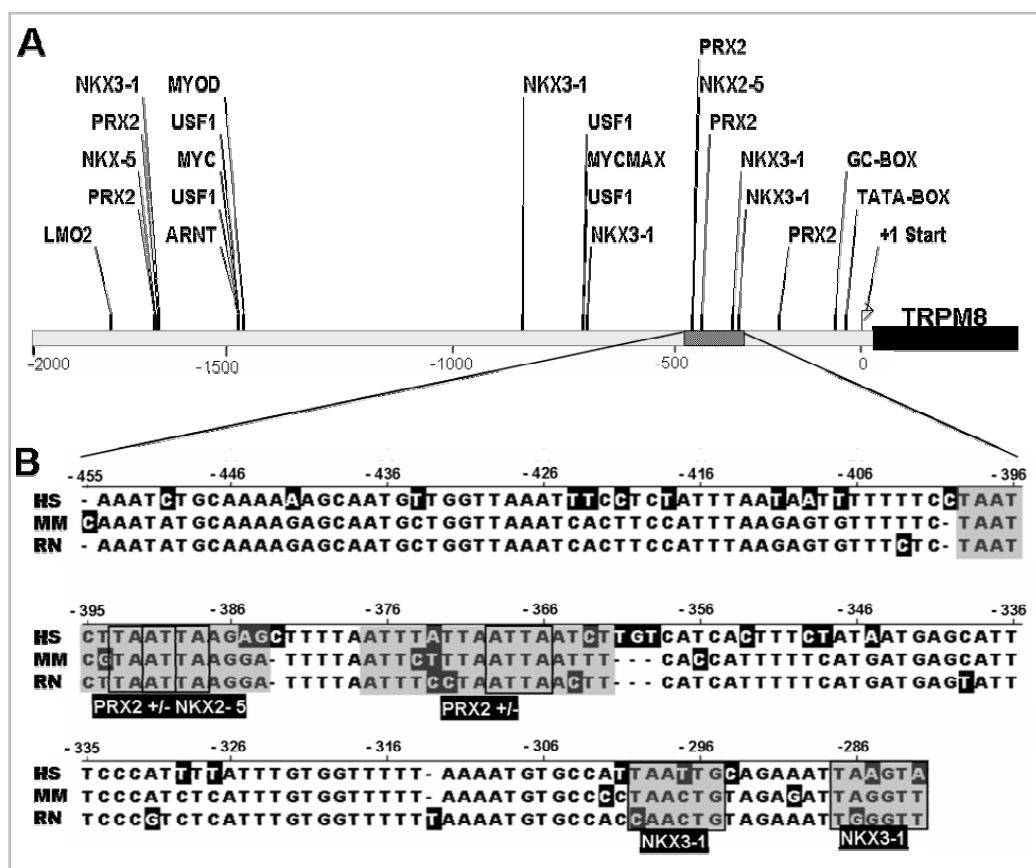 A
PRX2
NKX3-1 MYOD NKX3-1 NKX2-5
PRX2 USF1 USF1 PRX2
NKX-5 MYC MYCMAX NKX3-1 GC-BOX
PRX2 USF1 USF1 NKX3-1 TATA-BOX
LMO2 ARNT NKX3-1 PRX2 +1 Start
TRPM8
-2000 -1500 -1000 -500 0
B
-455 -446 -436 -426 -416 -406 -396
HS -AAATCTGCAAAAAAGCAATGTTGGTTAAATTTCCTCTATTTAATAATTTTTTTCCTAAT
MM CAAATATGCAAAAGAGCAATGCTGGTTAAATCACTTCCATTTAAGAGTGTTTTTC-TAAT
RN -AAATATGCAAAAGAGCAATGCTGGTTAAATCACTTCCATTTAAGAGTGTTTCTC-TAAT
-395 -386 -376 -366 -356 -346 -336
HS CTTAATTAAGAGCTTTTAATTTATTAATTAATCTTGTCATCACTTTCTATAATGAGCATT
MM CGTAATTAAGGA-TTTTAATTCTTTAATTAATTT---CACCATTTTTCATGATGAGCATT
RN CTTAATTAAGGA-TTTTAATTTCCTAATTAACTT---CATCATTTTTCATGATGAGTATT
PRX2 +/- NKX2- 5 PRX2 +/-
-335 -326 -316 -306 -296 -286
HS TCCCATTTTATTTGTGGTTTTT-AAAATGTGCCATTAATTGCAGAAATTAAGTA
MM TCCCATCTCATTTGTGGTTTTT-AAAATGTGCCCCTAACTGTAGAGATTAGGTT
RN TCCCGTCTCATTTGTGGTTTTTTAAAATGTGCCACCAACTGTAGAAATTGGGTT
NKX3-1 NKX3-1